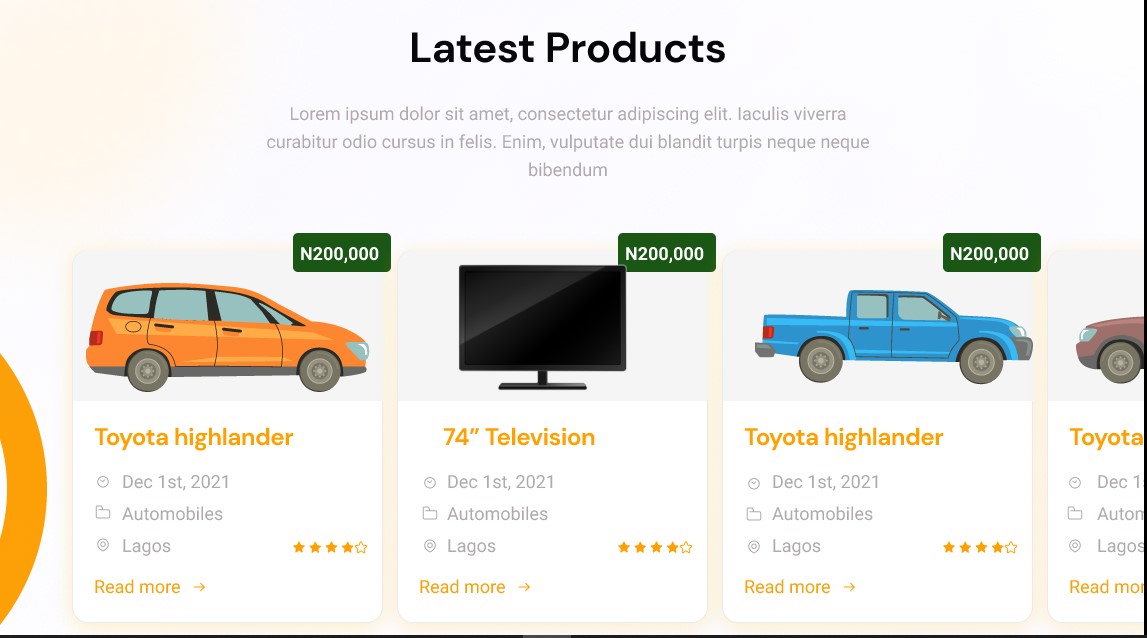 Latest Products
Lorem ipsum dolor sit amet, consectetur adipiscing elit. Iaculis viverra
curabitur odio cursus in felis. Enim, vulputate dui blandit turpis neque neque
bibendum
N200,000
Toyota highlander
Dec 1st, 2021
Automobiles
Lagos
Read more →
N200,000
74” Television
Dec 1st, 2021
Automobiles
Lagos
Read more →
N200,000
Toyota highlander
Dec 1st, 2021
Automobiles
Lagos
Read more →
Toyota
Dec 1
Lagos
Read